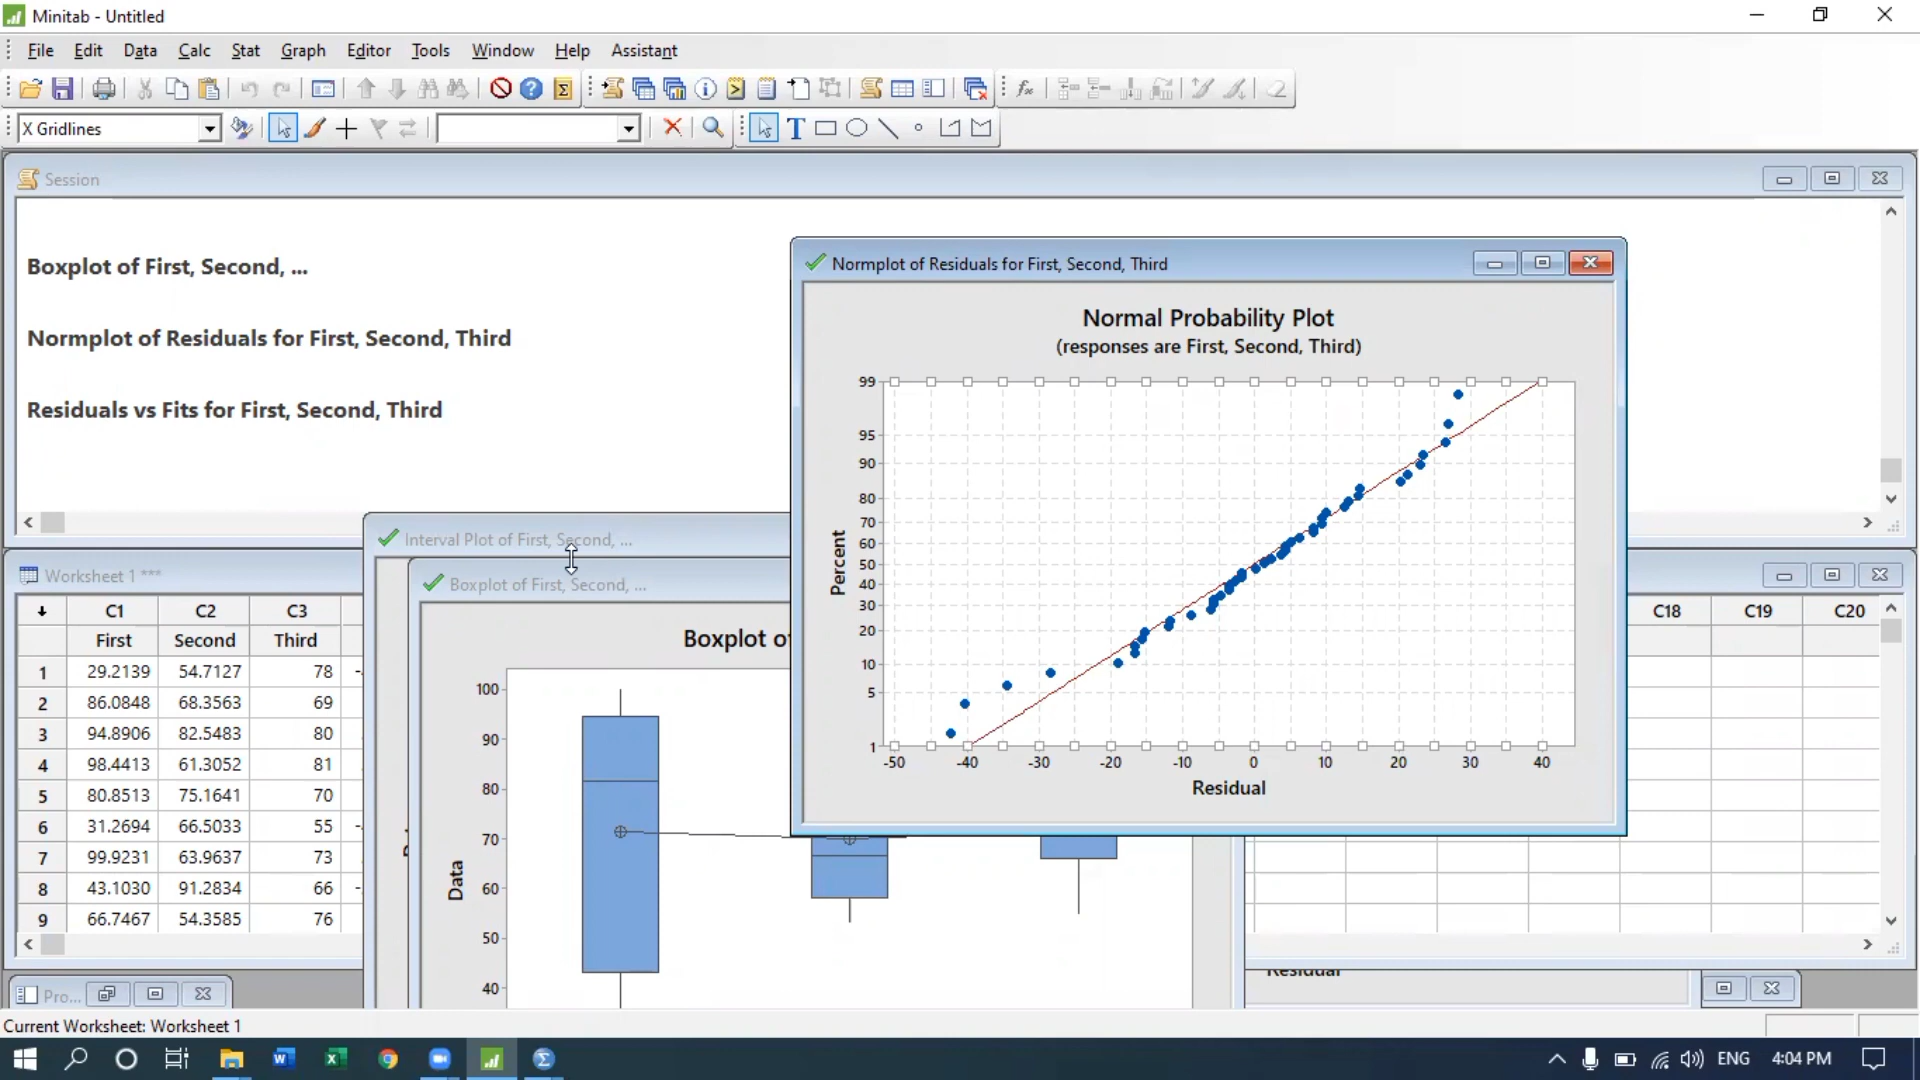 Minitab - Untitled
File Edit Data Calc Stat Graph Editor Tools Window Help Assistant
X Gridlines
Session
Boxplot of First, Second, ...
Normplot of Residuals for First, Second, Third
Residuals vs Fits for First, Second, Third
Normplot of Residuals for First, Second, Third
Normal Probability Plot
(responses are First, Second, Third)
99
95
90
80
70
60
50
40
30
20
10
5
1
Percent
-50 -40 -30 -20 -10 0 10 20 30 40
Residual
Interval Plot of First, Second, ...
Boxplot of First, Second, ...
Boxplot of
100
90
80
70
60
50
40
Data
Worksheet 1 ***
C1 C2 C3 C18 C19 C20
First Second Third
1 29.2139 54.7127 78
2 86.0848 68.3563 69
3 94.8906 82.5483 80
4 98.4413 61.3052 81
5 80.8513 75.1641 70
6 31.2694 66.5033 55
7 99.9231 63.9637 73
8 43.1030 91.2834 66
9 66.7467 54.3585 76
Residual
Pro...
Current Worksheet: Worksheet 1
ENG 4:04 PM